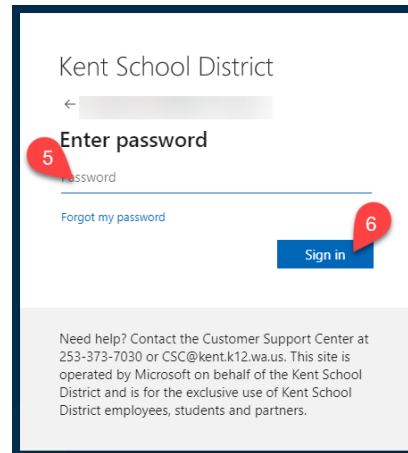 Kent School District
Enter password
5
Password
Forgot my password
6
Sign in
Need help? Contact the Customer Support Center at
253-373-7030 or CSC@kent.k12.wa.us. This site is
operated by Microsoft on behalf of the Kent School
District and is for the exclusive use of Kent School
District employees, students and partners.